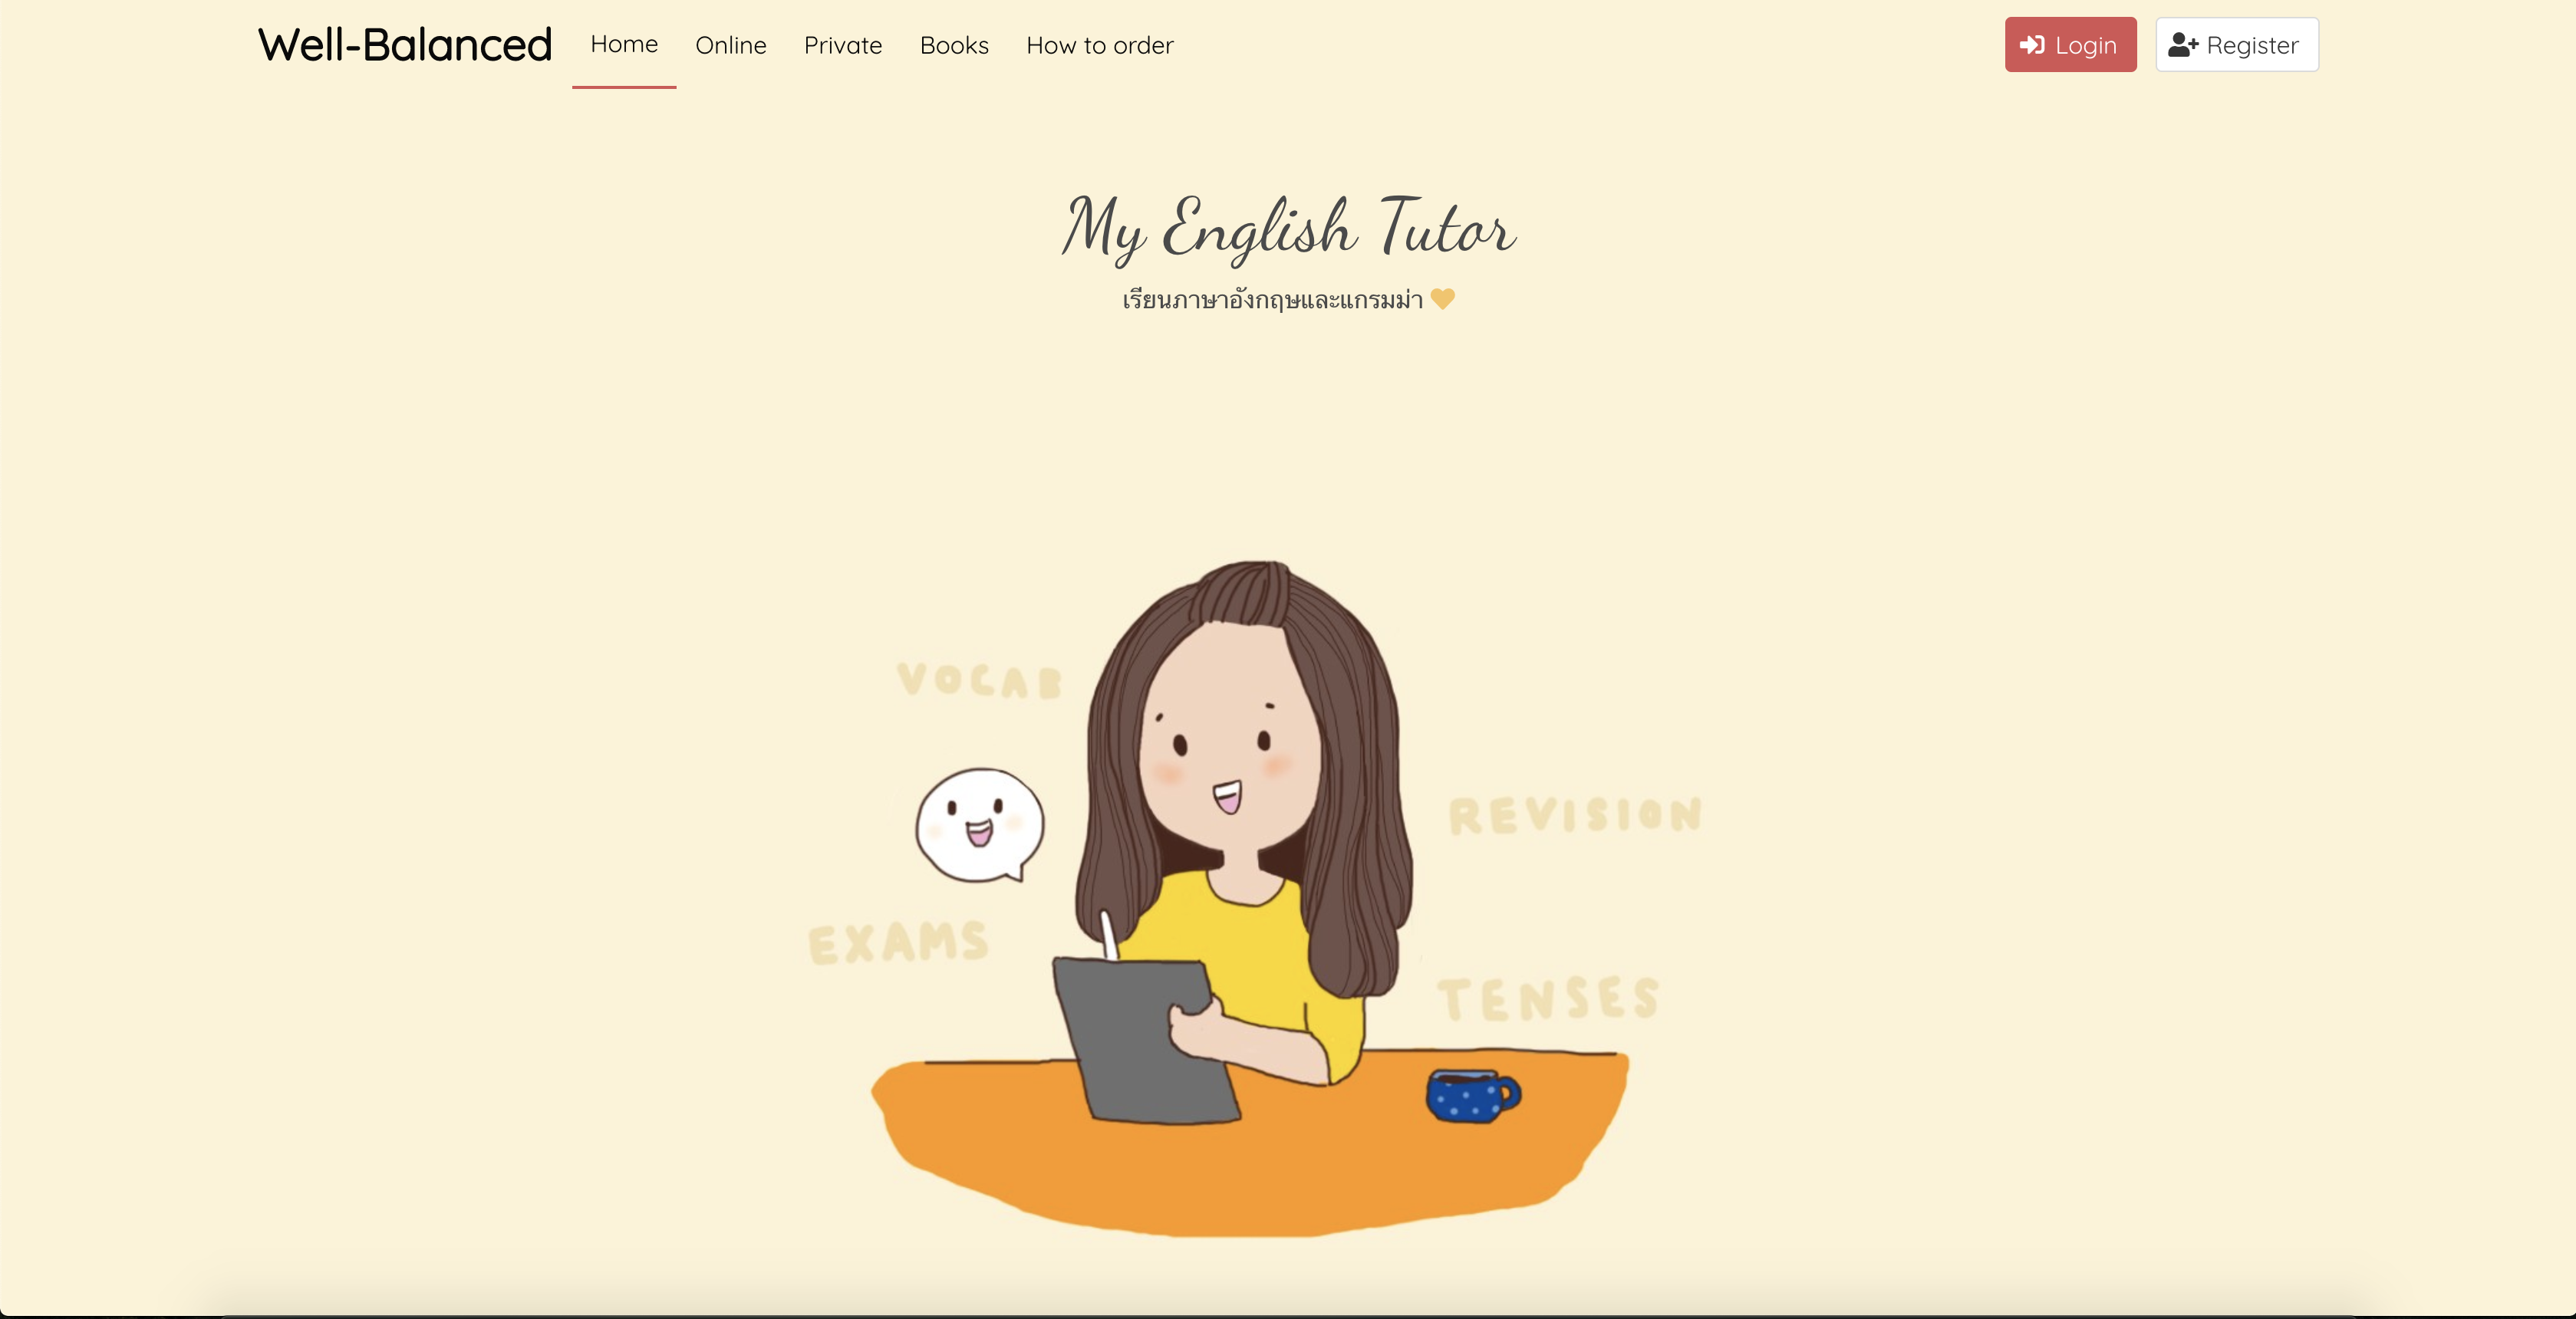 Well-Balanced Home Online Private Books How to order Login Register
My English Tutor
เรียนภาษาอังกฤษและแกรมม่า
VOCAB
REVISION
EXAMS
TENSES